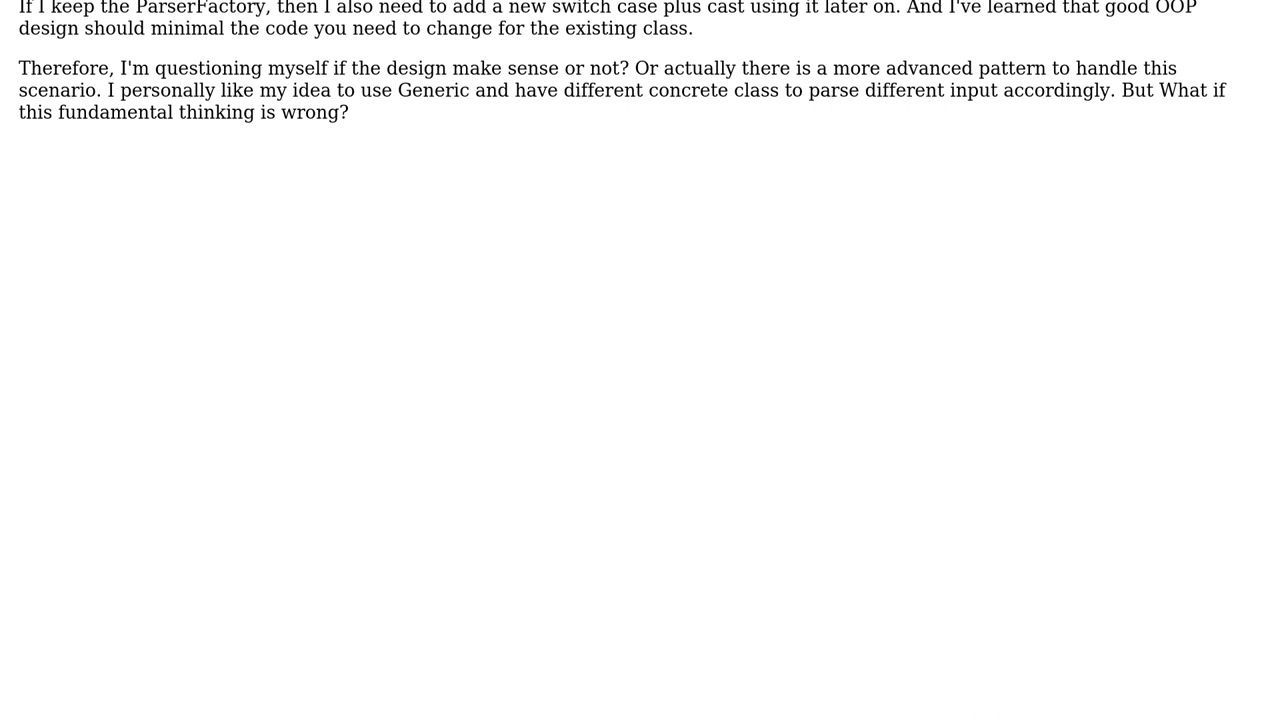 If I keep the ParserFactory, then I also need to add a new switch case plus cast using it later on. And I've learned that good OOP
design should minimal the code you need to change for the existing class.
Therefore, I'm questioning myself if the design make sense or not? Or actually there is a more advanced pattern to handle this
scenario. I personally like my idea to use Generic and have different concrete class to parse different input accordingly. But What if
this fundamental thinking is wrong?